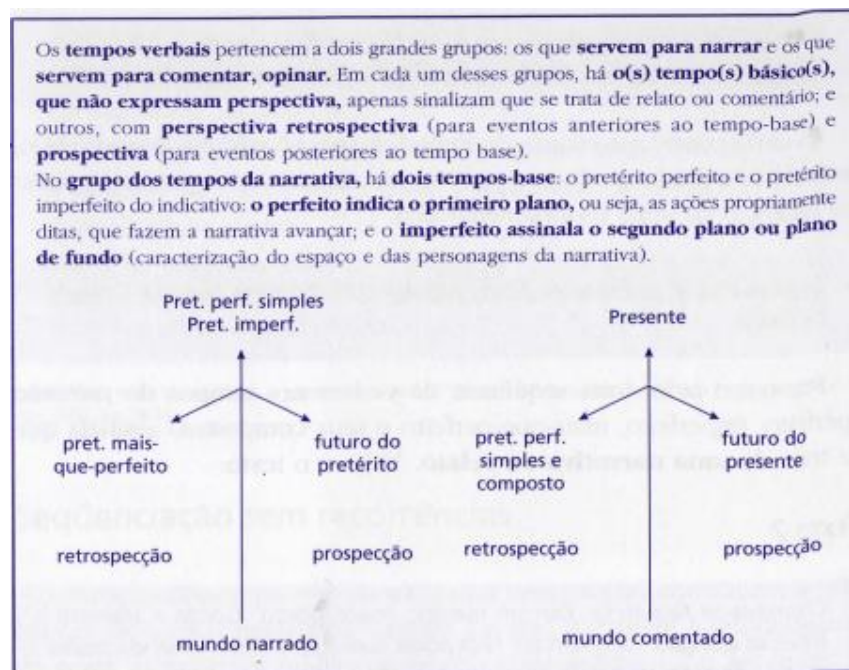 Os tempos verbais pertencem a dois grandes grupos: os que servem para narrar e os que
servem para comentar, opinar. Em cada um desses grupos, há o(s) tempo(s) básico(s),
que não expressam perspectiva, apenas sinalizam que se trata de relato ou comentário; e
outros, com perspectiva retrospectiva (para eventos anteriores ao tempo-base) e
prospectiva (para eventos posteriores ao tempo base).
No grupo dos tempos da narrativa, há dois tempos-base: o pretérito perfeito e o pretérito
imperfeito do indicativo: o perfeito indica o primeiro plano, ou seja, as ações propriamente
ditas, que fazem a narrativa avançar; e o imperfeito assinala o segundo plano ou plano
de fundo (caracterização do espaço e das personagens da narrativa).
Pret. perf. simples
Pret. imperf.
pret. mais-
que-perfeito
futuro do
pretérito
retrospecção
prospecção
mundo narrado
Presente
pret. perf.
simples e
composto
futuro do
presente
retrospecção
prospecção
mundo comentado